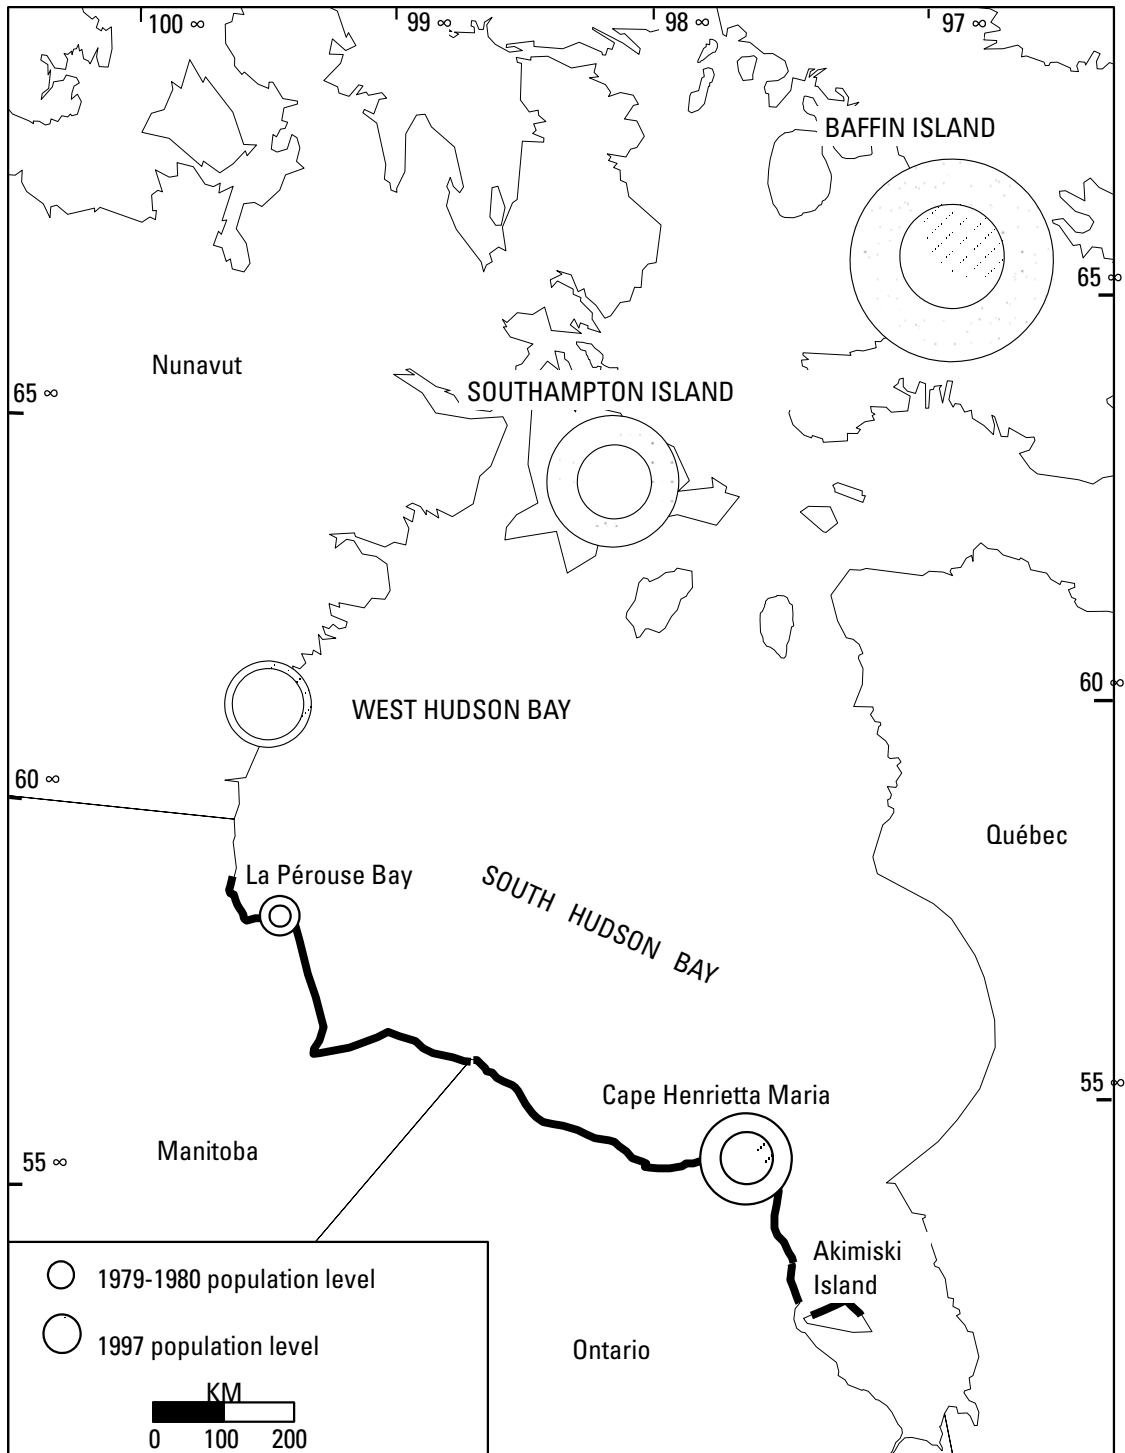 100 ∞
99 ∞
98 ∞
97 ∞
BAFFIN ISLAND
65 ∞
Nunavut
65 ∞
SOUTHAMPTON ISLAND
60 ∞
WEST HUDSON BAY
60 ∞
Québec
La Pérouse Bay
SOUTH HUDSON BAY
55 ∞
Cape Henrietta Maria
Manitoba
55 ∞
Akimiski
Island
1979-1980 population level
1997 population level
Ontario
KM
0 100 200